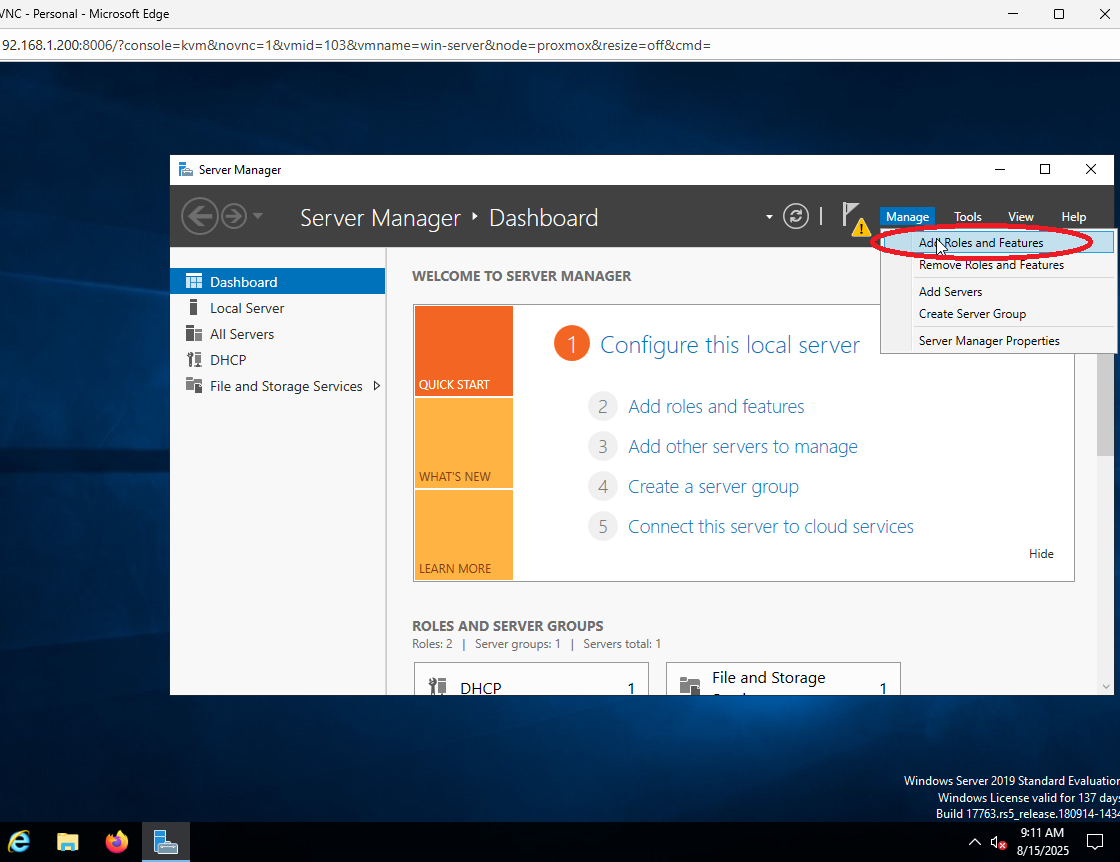 VNC - Personal - Microsoft Edge
92.168.1.200:8006/?console=kvm&novnc=1&vmid=103&vmname=win-server&node=proxmox&resize=off&cmd=
Server Manager
Server Manager ‣ Dashboard
Manage Tools View Help
Add Roles and Features
Remove Roles and Features
Add Servers
Create Server Group
Server Manager Properties
Dashboard
Local Server
All Servers
DHCP
File and Storage Services
WELCOME TO SERVER MANAGER
QUICK START
WHAT'S NEW
LEARN MORE
1 Configure this local server
2 Add roles and features
3 Add other servers to manage
4 Create a server group
5 Connect this server to cloud services
Hide
ROLES AND SERVER GROUPS
Roles: 2 | Server groups: 1 | Servers total: 1
DHCP 1
File and Storage
1
Windows Server 2019 Standard Evaluation
Windows License valid for 137 days
Build 17763.rs5_release.180914-1434
9:11 AM
8/15/2025